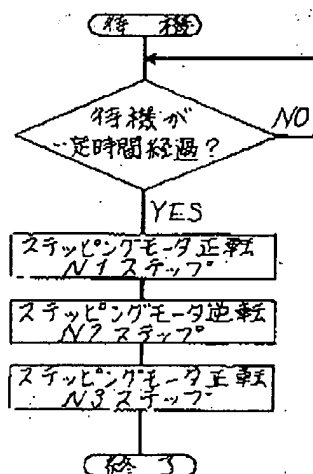 待機
待機が
一定時間経過?
NO
YES
ステッピングモータ正転
N1ステップ
ステッピングモータ逆転
N2ステップ
ステッピングモータ正転
N3ステップ
終了